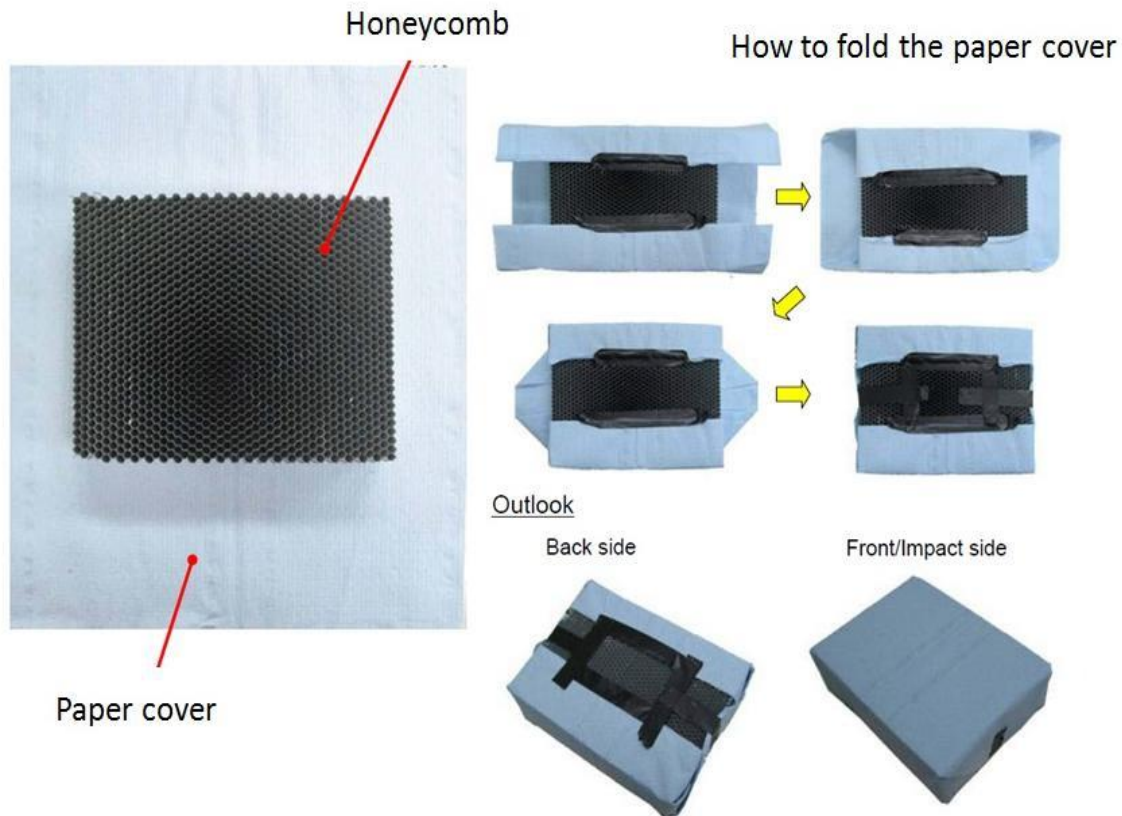 Honeycomb
How to fold the paper cover
Paper cover
Outlook
Back side
Front/Impact side